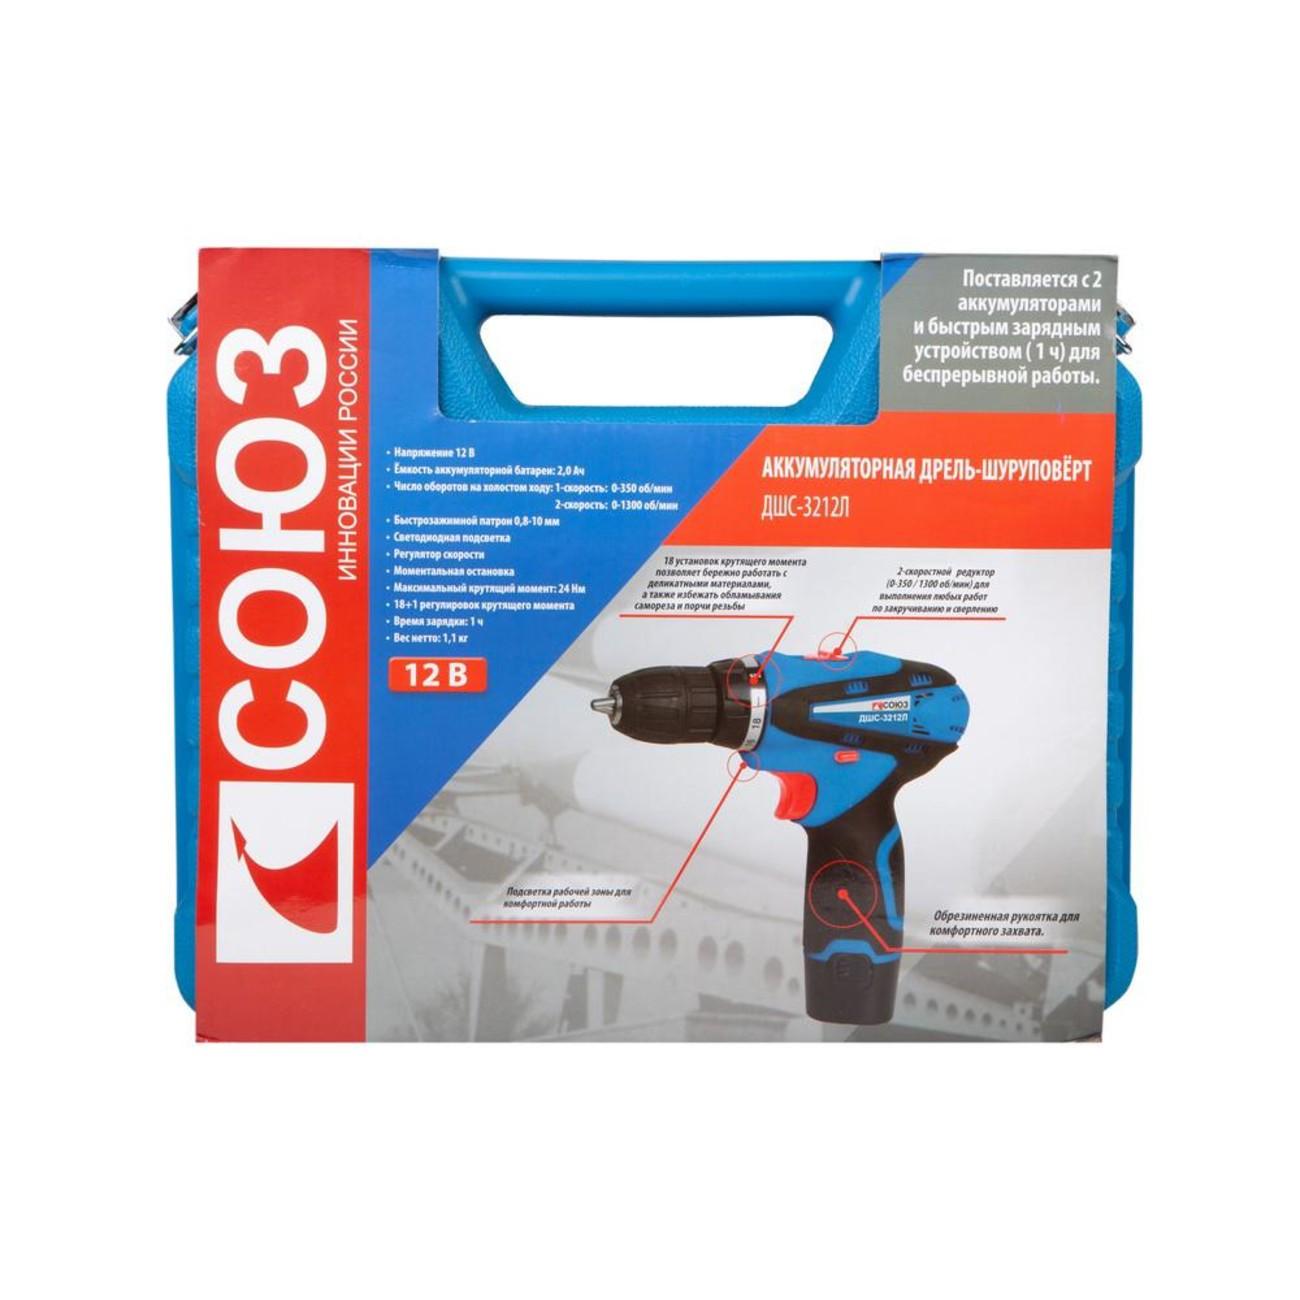 СОЮЗ
ИННОВАЦИИ РОССИИ
Поставляется с 2
аккумуляторами
и быстрым зарядным
устройством ( 1 ч) для
беспрерывной работы.
АККУМУЛЯТОРНАЯ ДРЕЛЬ-ШУРУПОВЁРТ
ДШС-3212Л
• Напряжение 12 В
• Ёмкость аккумуляторной батареи: 2,0 Ач
• Число оборотов на холостом ходу: 1-скорость: 0-350 об/мин
2-скорость: 0-1300 об/мин
• Быстрозажимной патрон 0,8-10 мм
• Светодиодная подсветка
• Регулятор скорости
• Моментальная остановка
• Максимальный крутящий момент: 24 Нм
• 18+1 регулировок крутящего момента
• Время зарядки: 1 ч
• Вес нетто: 1,1 кг
12 В
18 установок крутящего момента
позволяет бережно работать с
деликатными материалами,
а также избежать обламывания
самореза и порчи резьбы
2-скоростной редуктор
(0-350 / 1300 об/мин) для
выполнения любых работ
по закручиванию и сверлению
СОЮЗ
ДШС-3212Л
18
Подсветка рабочей зоны для
комфортной работы
Обрезиненная рукоятка для
комфортного захвата.